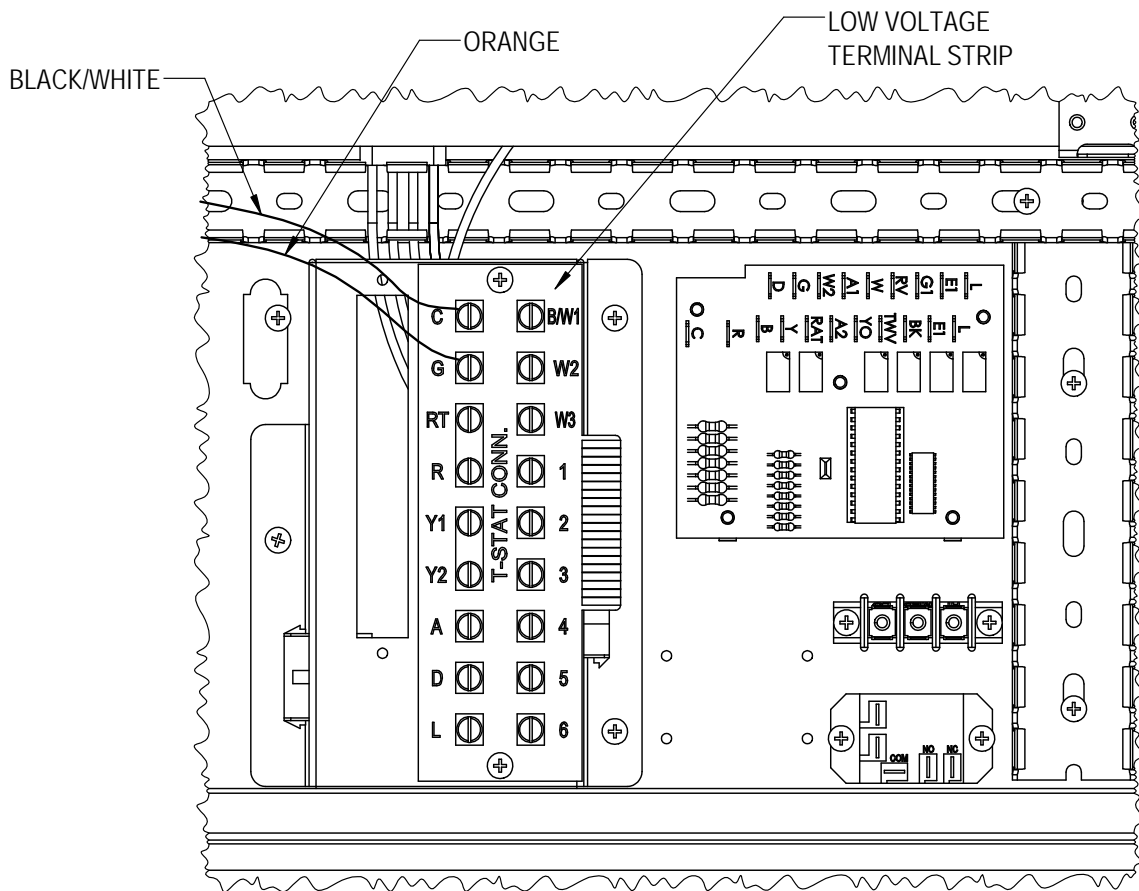 LOW VOLTAGE
TERMINAL STRIP
ORANGE
BLACK/WHITE
C B/W1
G W2
RT W3
R 1
Y1 2
Y2 3
A 4
D 5
L 6
T-STAT CONN.
D G W2 A1 W RV G1 E1 L
C R B Y RAT A2 YO TWV BK E1 L
COM NO NC